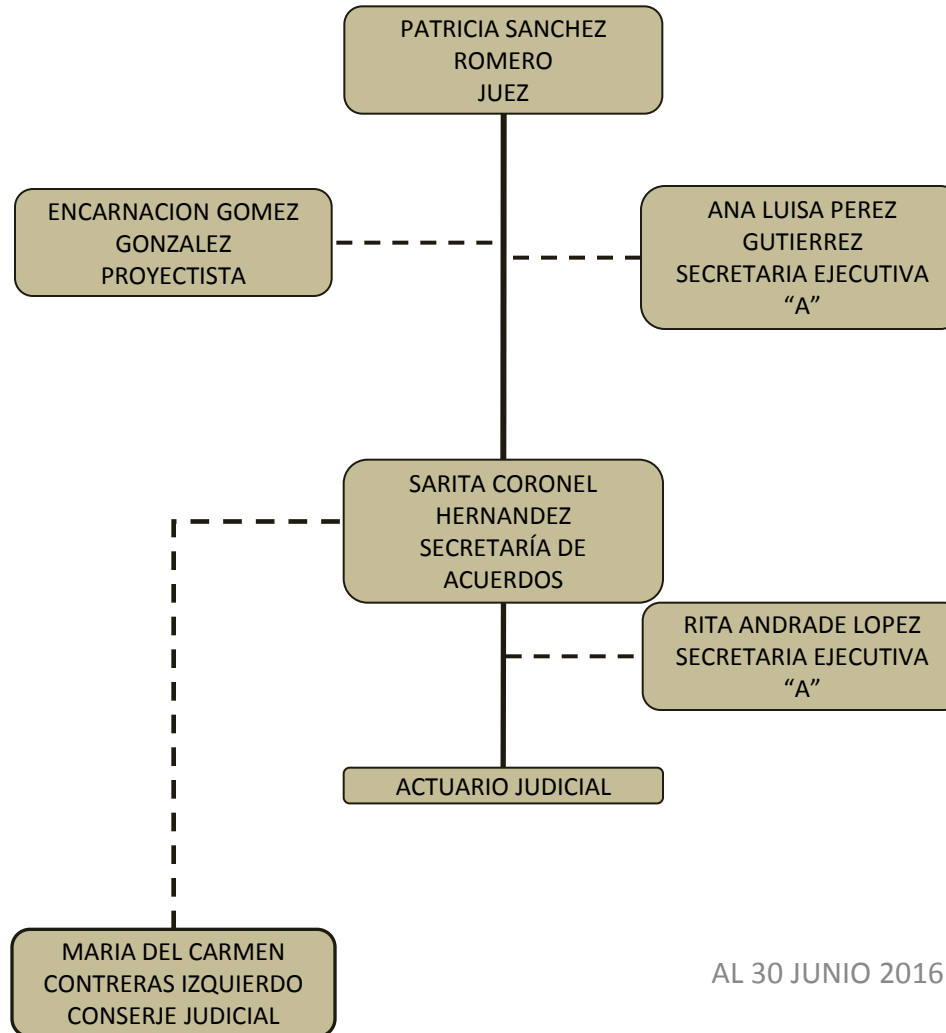 PATRICIA SANCHEZ
ROMERO
JUEZ
ENCARNACION GOMEZ
GONZALEZ
PROYECTISTA
ANA LUISA PEREZ
GUTIERREZ
SECRETARIA EJECUTIVA
“A”
SARITA CORONEL
HERNANDEZ
SECRETARÍA DE
ACUERDOS
RITA ANDRADE LOPEZ
SECRETARIA EJECUTIVA
“A”
ACTUARIO JUDICIAL
MARIA DEL CARMEN
CONTRERAS IZQUIERDO
CONSERJE JUDICIAL
AL 30 JUNIO 2016